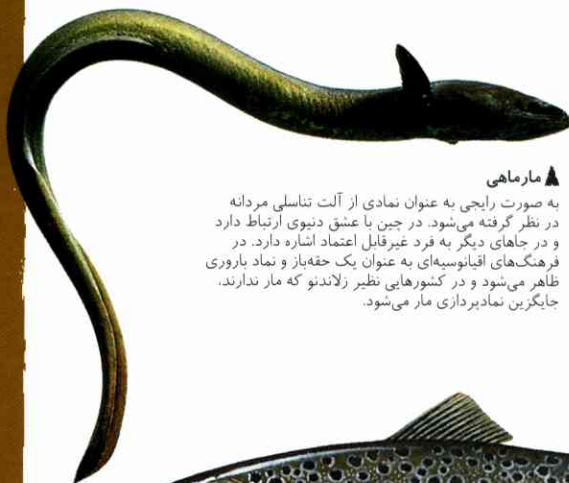 مارماهی
به صورت رایجی به عنوان نمادی از آلت تناسلی مردانه
در نظر گرفته می‌شود. در چین با عشق دنیوی ارتباط دارد
و در جاهای دیگر به فرد غیرقابل اعتماد اشاره دارد. در
فرهنگ‌های اقیانوسیه‌ای به عنوان یک حقه‌باز و نماد باروری
ظاهر می‌شود و در کشورهایی نظیر زلاندنو که مار ندارند،
جایگزین نمادپردازی مار می‌شود.